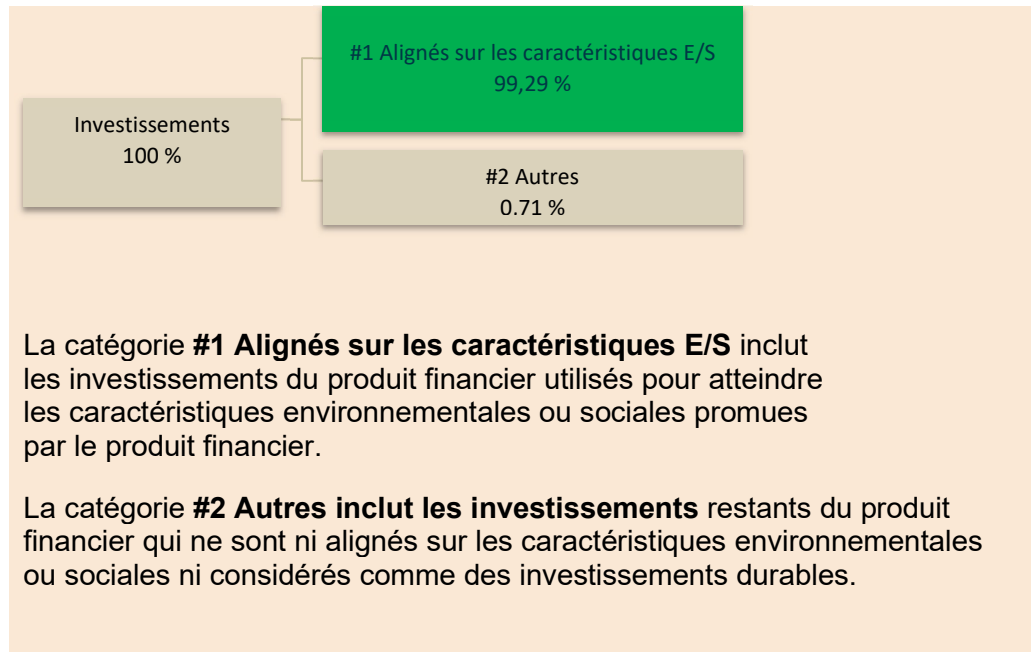 #1 Alignés sur les caractéristiques E/S
99,29 %
Investissements
100 %
#2 Autres
0.71 %
La catégorie #1 Alignés sur les caractéristiques E/S inclut
les investissements du produit financier utilisés pour atteindre
les caractéristiques environnementales ou sociales promues
par le produit financier.
La catégorie #2 Autres inclut les investissements restants du produit
financier qui ne sont ni alignés sur les caractéristiques environnementales
ou sociales ni considérés comme des investissements durables.